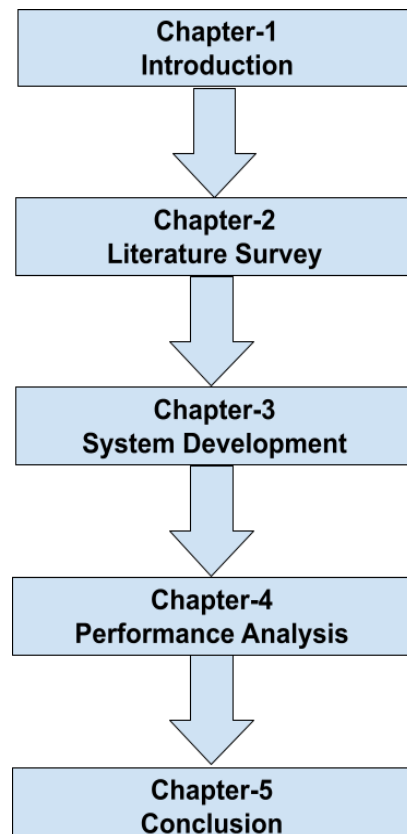 Chapter-1
Introduction
Chapter-2
Literature Survey
Chapter-3
System Development
Chapter-4
Performance Analysis
Chapter-5
Conclusion